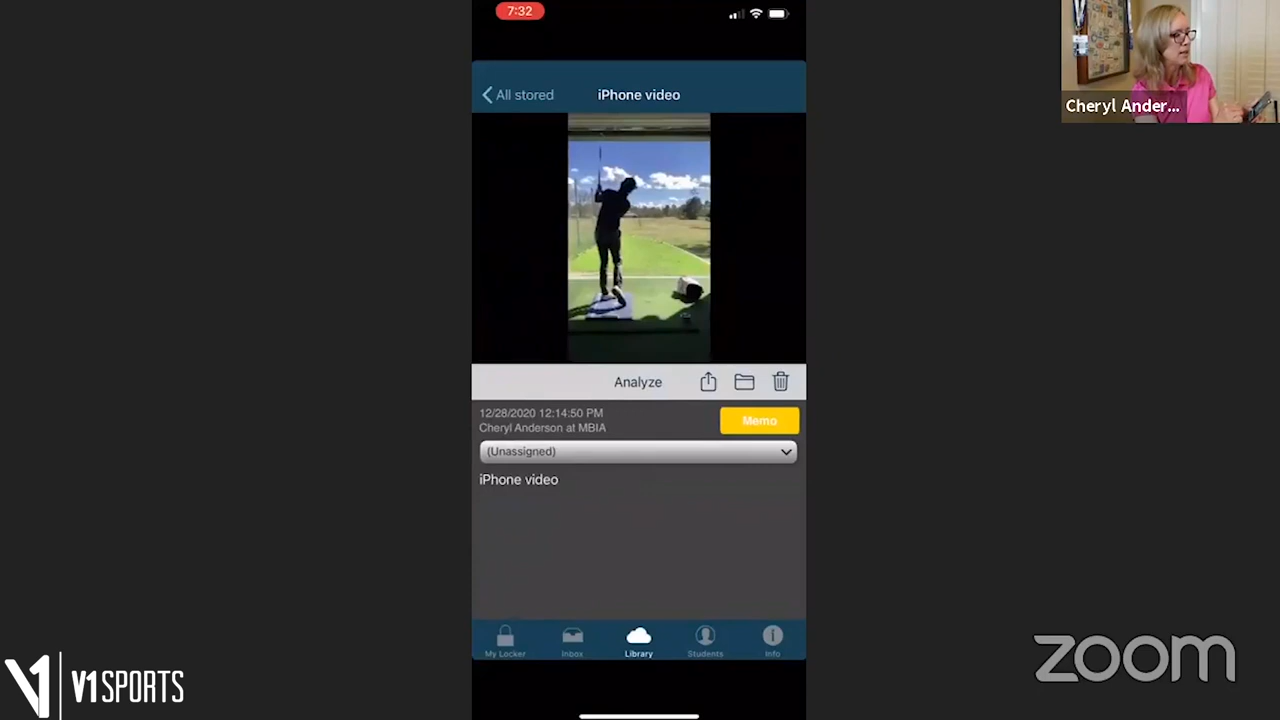 7:32
All stored
iPhone video
Cheryl Ander...
Analyze
12/28/2020 12:14:50 PM
Cheryl Anderson at MBIA
Memo
(Unassigned)
iPhone video
My Locker
Inbox
Library
Students
Info
V1 SPORTS
zoom